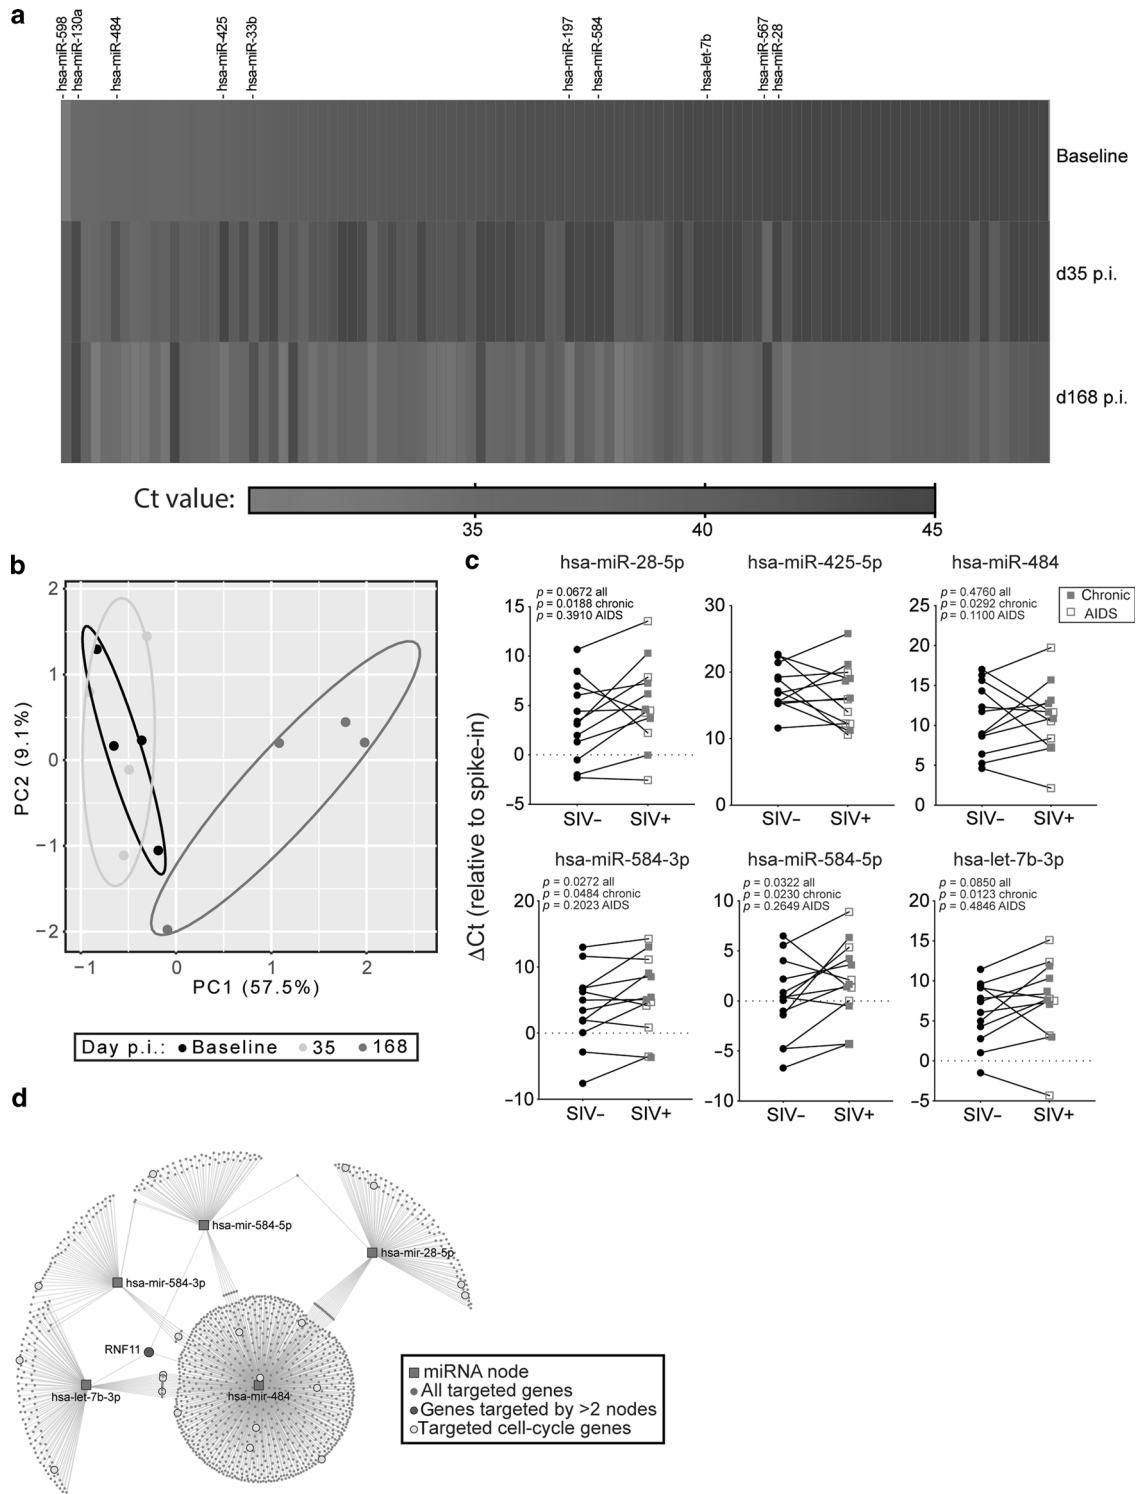 a
hsa-miR-598
hsa-miR-130a
hsa-miR-484
hsa-miR-425
hsa-miR-33b
hsa-miR-197
hsa-miR-584
hsa-let-7b
hsa-miR-567
hsa-miR-28
Baseline
d35 p.i.
d168 p.i.
Ct value:
35
40
45
b
2
1
0
−1
−2
−1
0
1
2
PC2 (9.1%)
PC1 (57.5%)
Day p.i.: Baseline 35 168
c
ΔCt (relative to spike-in)
hsa-miR-28-5p
p = 0.0672 all
p = 0.0188 chronic
p = 0.3910 AIDS
15
10
5
0
−5
SIV− SIV+
hsa-miR-425-5p
30
20
10
0
SIV− SIV+
hsa-miR-484
p = 0.4760 all
p = 0.0292 chronic
p = 0.1100 AIDS
25
20
15
10
5
0
SIV− SIV+
Chronic
AIDS
hsa-miR-584-3p
p = 0.0272 all
p = 0.0484 chronic
p = 0.2023 AIDS
20
10
0
−10
SIV− SIV+
hsa-miR-584-5p
p = 0.0322 all
p = 0.0230 chronic
p = 0.2649 AIDS
10
5
0
−5
−10
SIV− SIV+
hsa-let-7b-3p
p = 0.0850 all
p = 0.0123 chronic
p = 0.4846 AIDS
20
15
10
5
0
−5
SIV− SIV+
d
hsa-mir-584-5p
hsa-mir-28-5p
hsa-mir-584-3p
RNF11
hsa-let-7b-3p
hsa-mir-484
miRNA node
All targeted genes
Genes targeted by >2 nodes
Targeted cell-cycle genes